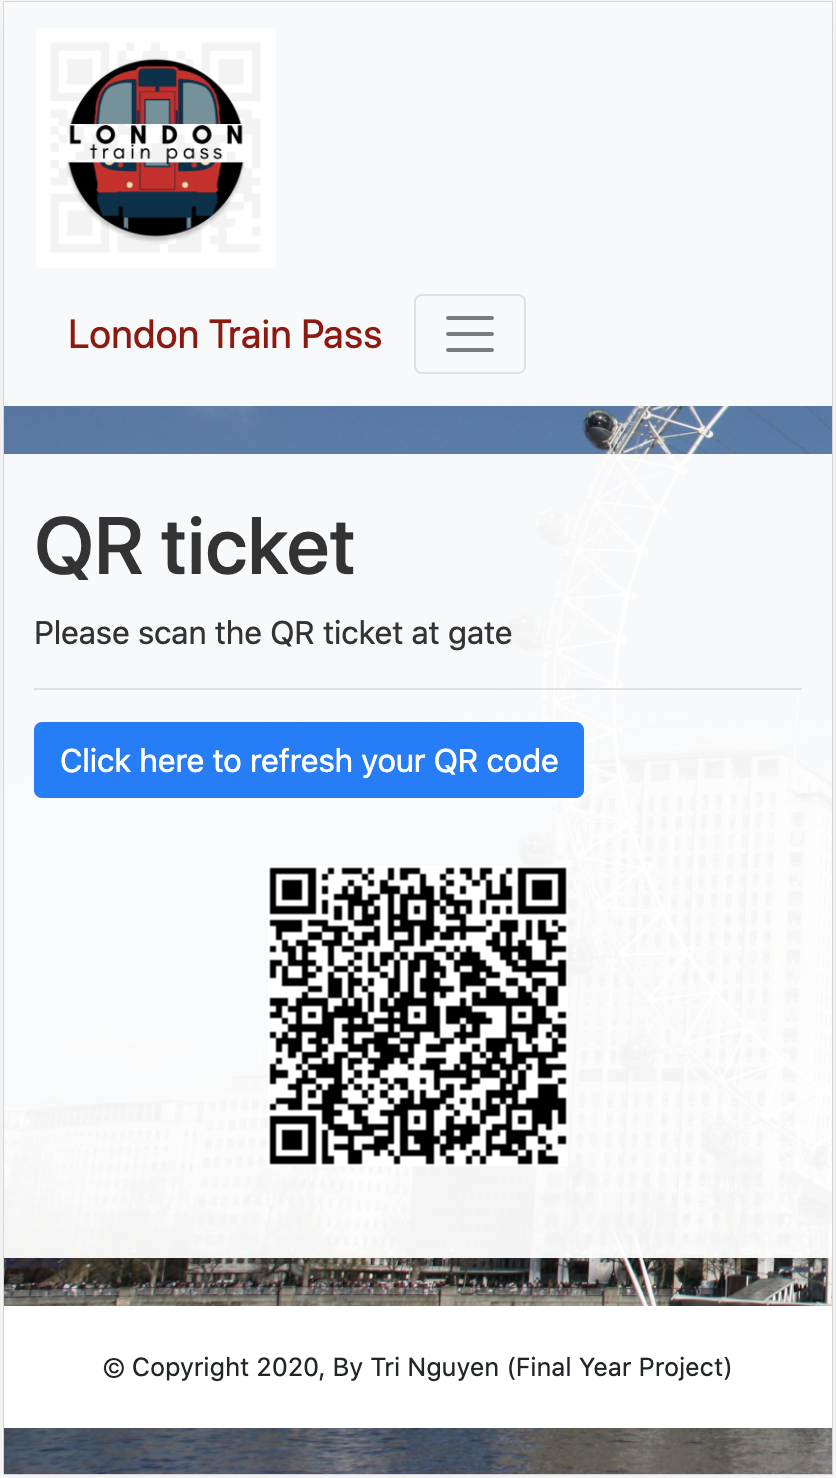 LONDON
train pass
London Train Pass
QR ticket
Please scan the QR ticket at gate
Click here to refresh your QR code
© Copyright 2020, By Tri Nguyen (Final Year Project)